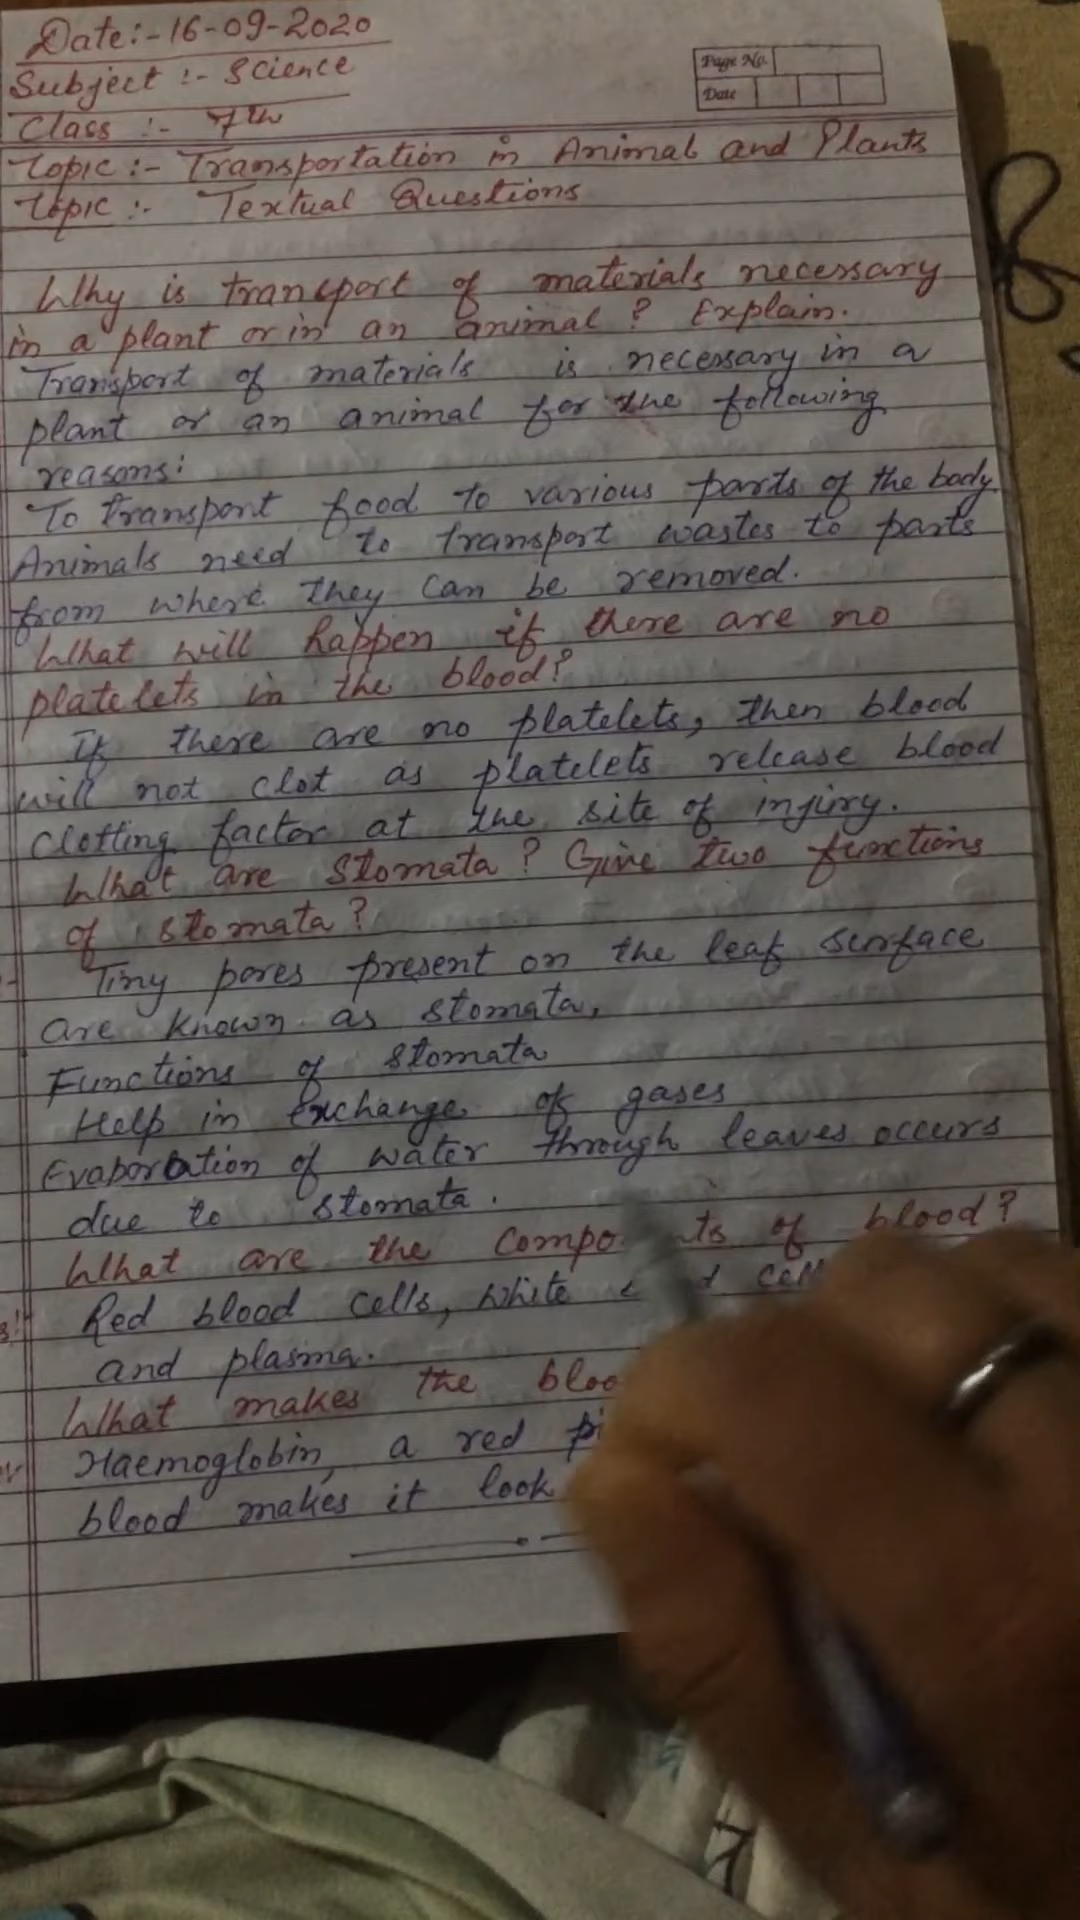 Date:-16-09-2020
Subject :- Science
Page No.
Date
Class :- 7th
Topic :- Transportation in Animal and Plants
Topic :- Textual Questions
Why is transport of materials necessary
in a plant or in an animal? Explain.
Transport of materials is necessary in a
plant or an animal for the following
reasons:
To transport food to various parts of the body
Animals need to transport wastes to parts
from where they can be removed.
What will happen if there are no
platelets in the blood?
If there are no platelets, then blood
will not clot as platelets release blood
clotting factor at the site of injury.
What are stomata? Give two functions
of stomata?
Tiny pores present on the leaf surface
are known as stomata,
Functions of stomata
Help in Exchange of gases
Evaporation of water through leaves occurs
due to stomata.
What are the of blood?
Red blood cells, white
and plasma.
What makes the
Haemoglobin, a red
blood makes it look